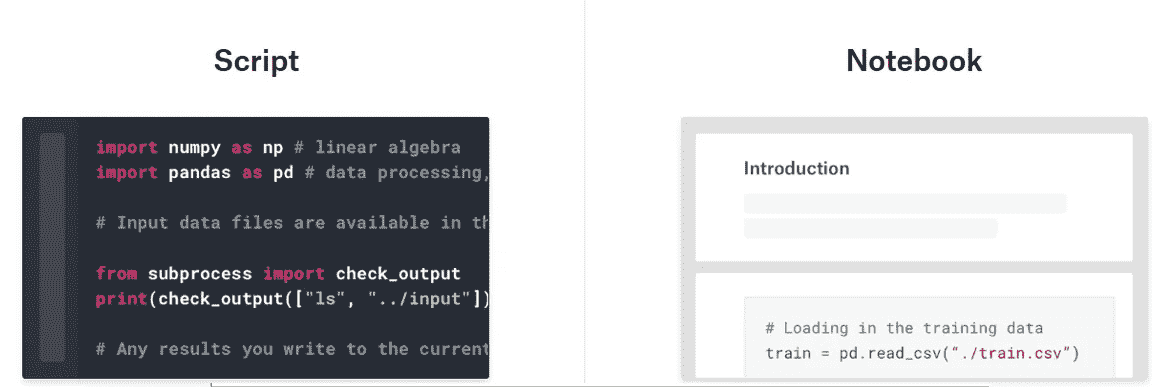 Script
import numpy as np # linear algebra
import pandas as pd # data processing,
# Input data files are available in th
from subprocess import check_output
print(check_output(["ls", "../input"])
# Any results you write to the current
Notebook
Introduction
# Loading in the training data
train = pd.read_csv(“./train.csv”)